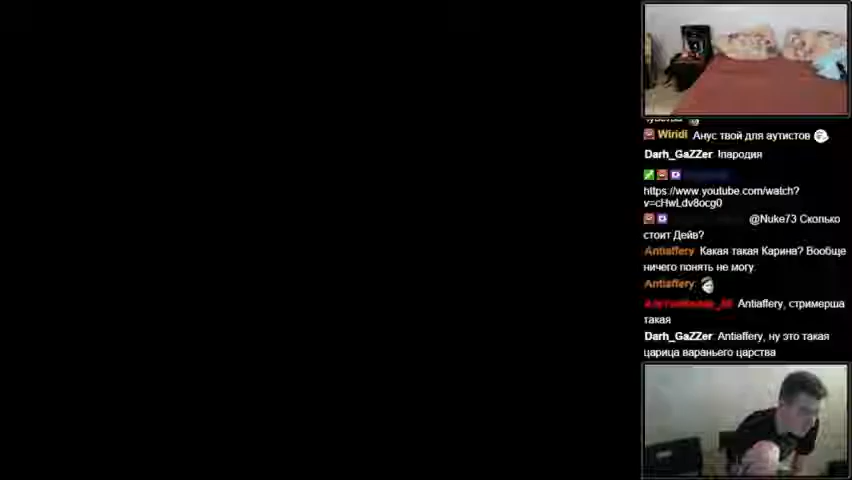 Wiridi Анус твой для аутистов
Darh_GaZZer !пародия
https://www.youtube.com/watch?
v=cHwLdv8ocg0
@Nuke73 Сколько
стоит Дейв?
Antiaffery Какая такая Карина? Вообще
ничего понять не могу
Antiaffery
Antiaffery, стримерша
такая
Darh_GaZZer: Antiaffery, ну это такая
царица вараньего царства